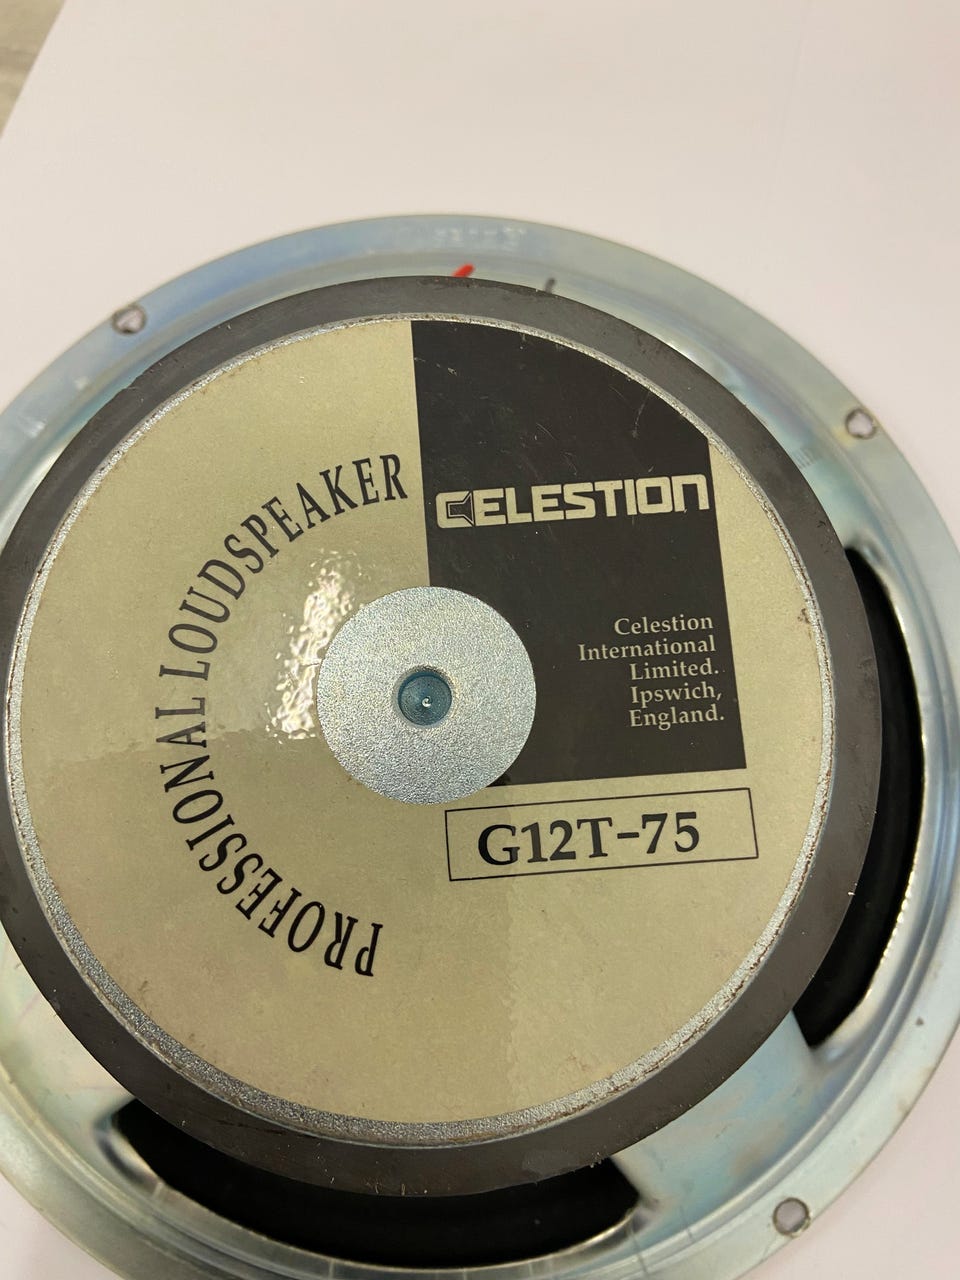 PROFESSIONAL LOUDSPEAKER
CELESTION
Celestion
International
Limited.
Ipswich,
England.
G12T-75